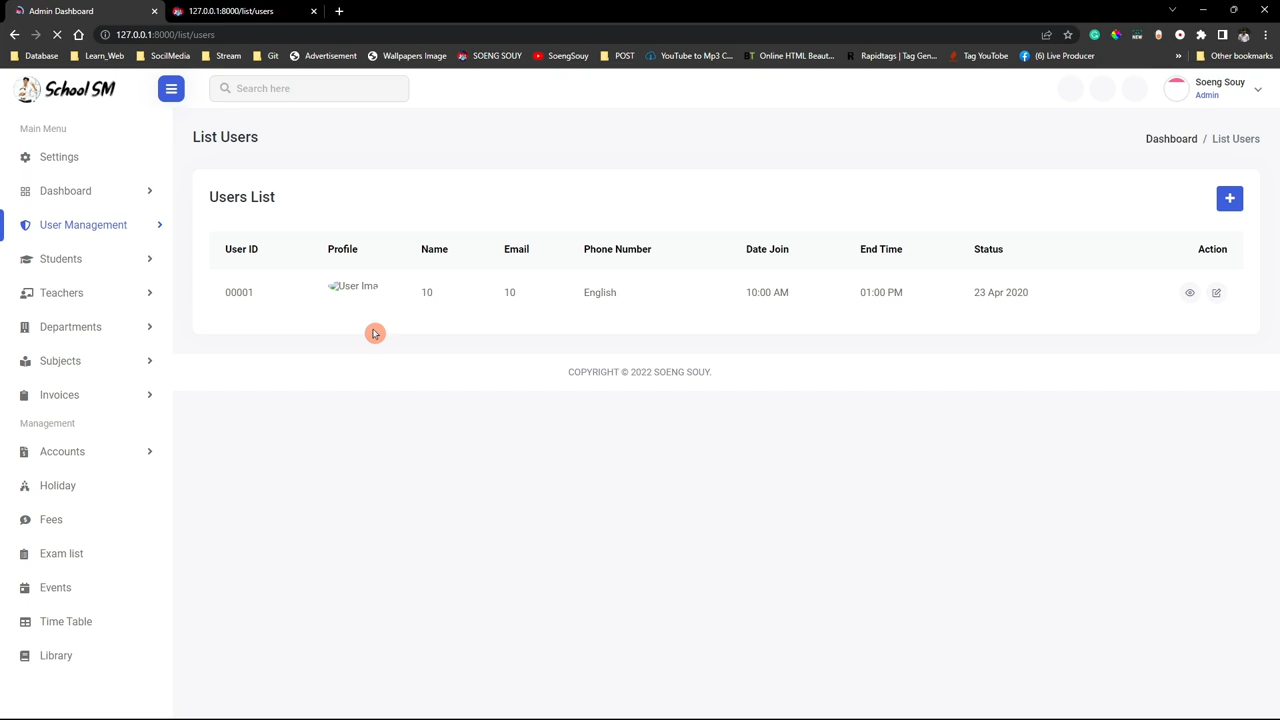 Admin Dashboard
127.0.0.1:8000/list/users
127.0.0.1:8000/list/users
Database
Learn_Web
SocilMedia
Stream
Git
Advertisement
Wallpapers Image
SOENG SOUY
SoengSouy
POST
YouTube to Mp3 C...
Online HTML Beaut...
Rapidtags | Tag Gen...
Tag YouTube
(6) Live Producer
»
Other bookmarks
School SM
Search here
Soeng Souy
Admin
Main Menu
Settings
Dashboard
User Management
Students
Teachers
Departments
Subjects
Invoices
Management
Accounts
Holiday
Fees
Exam list
Events
Time Table
Library
List Users
Dashboard / List Users
Users List
User ID Profile Name Email Phone Number Date Join End Time Status Action
00001 User Ima 10 10 English 10:00 AM 01:00 PM 23 Apr 2020
COPYRIGHT © 2022 SOENG SOUY.